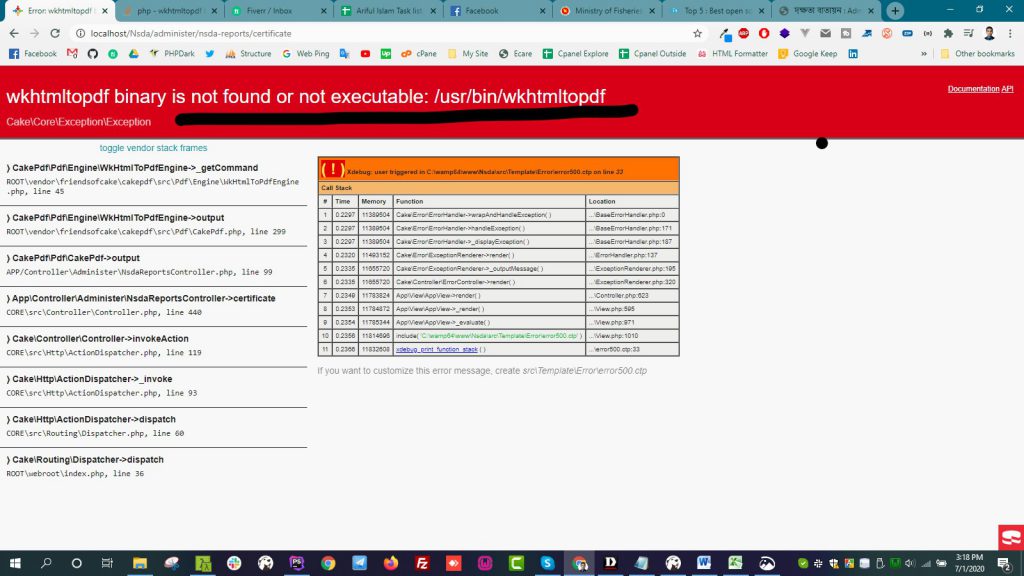 Error: wkhtmltopdf b
php - wkhtmltopdf
Fiverr / Inbox
Ariful Islam Task list
Facebook
Ministry of Fisheries
Top 5 : Best open so
দক্ষতা বাতায়ন : Adm
localhost/Nsda/administer/nsda-reports/certificate
Facebook
PHPDark
Structure
Web Ping
cPane
My Site
Ecare
Cpanel Explore
Cpanel Outside
HTML Formatter
Google Keep
Other bookmarks
wkhtmltopdf binary is not found or not executable: /usr/bin/wkhtmltopdf
Documentation API
Cake\Core\Exception\Exception
toggle vendor stack frames
⟩ CakePdf\Pdf\Engine\WkHtmlToPdfEngine->_getCommand
ROOT\vendor\friendsofcake\cakepdf\src\Pdf\Engine\WkHtmlToPdfEngine
.php, line 45
⟩ CakePdf\Pdf\Engine\WkHtmlToPdfEngine->output
ROOT\vendor\friendsofcake\cakepdf\src\Pdf\CakePdf.php, line 299
⟩ CakePdf\Pdf\CakePdf->output
APP/Controller\Administer\NsdaReportsController.php, line 99
⟩ App\Controller\Administer\NsdaReportsController->certificate
CORE\src\Controller\Controller.php, line 440
⟩ Cake\Controller\Controller->invokeAction
CORE\src\Http\ActionDispatcher.php, line 119
⟩ Cake\Http\ActionDispatcher->_invoke
CORE\src\Http\ActionDispatcher.php, line 93
⟩ Cake\Http\ActionDispatcher->dispatch
CORE\src\Routing\Dispatcher.php, line 60
⟩ Cake\Routing\Dispatcher->dispatch
ROOT\webroot\index.php, line 36
( ! ) Xdebug: user triggered in C:\wamp64\www\Nsda\src\Template\Error\error500.ctp on line 33
Call Stack
# Time Memory Function Location
1 0.2297 11389504 Cake\Error\ErrorHandler->wrapAndHandleException( ) ...\BaseErrorHandler.php:0
2 0.2297 11389504 Cake\Error\ErrorHandler->handleException( ) ...\BaseErrorHandler.php:171
3 0.2297 11389504 Cake\Error\ErrorHandler->_displayException( ) ...\BaseErrorHandler.php:187
4 0.2320 11493152 Cake\Error\ExceptionRenderer->render( ) ...\ErrorHandler.php:137
5 0.2335 11655720 Cake\Error\ExceptionRenderer->_outputMessage( ) ...\ExceptionRenderer.php:195
6 0.2335 11655720 Cake\Controller\ErrorController->render( ) ...\ExceptionRenderer.php:320
7 0.2349 11783824 App\View\AppView->render( ) ...\Controller.php:623
8 0.2353 11784872 App\View\AppView->_render( ) ...\View.php:595
9 0.2354 11785344 App\View\AppView->_evaluate( ) ...\View.php:971
10 0.2356 11814696 include( 'C:\wamp64\www\Nsda\src\Template\Error\error500.ctp' ) ...\View.php:1010
11 0.2366 11832608 xdebug_print_function_stack ( ) ...\error500.ctp:33
If you want to customize this error message, create src\Template\Error\error500.ctp
3:18 PM
7/1/2020